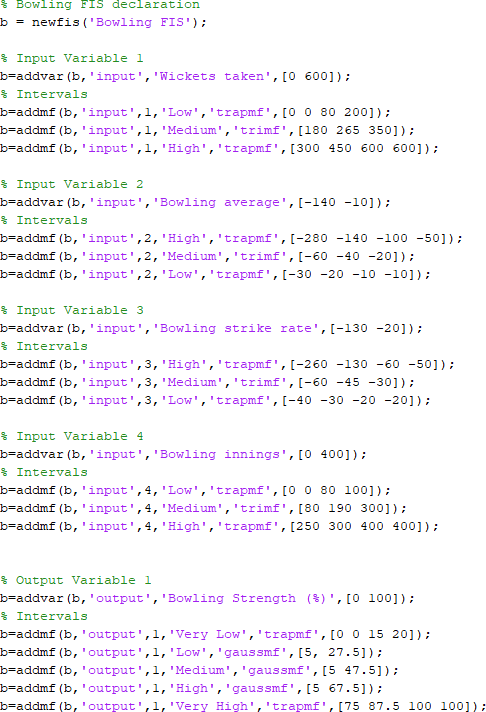 % Bowling FIS declaration
b = newfis('Bowling FIS');
% Input Variable 1
b=addvar(b,'input','Wickets taken',[0 600]);
% Intervals
b=addmf(b,'input',1,'Low','trapmf',[0 0 80 200]);
b=addmf(b,'input',1,'Medium','trimf',[180 265 350]);
b=addmf(b,'input',1,'High','trapmf',[300 450 600 600]);
% Input Variable 2
b=addvar(b,'input','Bowling average',[-140 -10]);
% Intervals
b=addmf(b,'input',2,'High','trapmf',[-280 -140 -100 -50]);
b=addmf(b,'input',2,'Medium','trimf',[-60 -40 -20]);
b=addmf(b,'input',2,'Low','trapmf',[-30 -20 -10 -10]);
% Input Variable 3
b=addvar(b,'input','Bowling strike rate',[-130 -20]);
% Intervals
b=addmf(b,'input',3,'High','trapmf',[-260 -130 -60 -50]);
b=addmf(b,'input',3,'Medium','trimf',[-60 -45 -30]);
b=addmf(b,'input',3,'Low','trapmf',[-40 -30 -20 -20]);
% Input Variable 4
b=addvar(b,'input','Bowling innings',[0 400]);
% Intervals
b=addmf(b,'input',4,'Low','trapmf',[0 0 80 100]);
b=addmf(b,'input',4,'Medium','trimf',[80 190 300]);
b=addmf(b,'input',4,'High','trapmf',[250 300 400 400]);
% Output Variable 1
b=addvar(b,'output','Bowling Strength (%)',[0 100]);
% Intervals
b=addmf(b,'output',1,'Very Low','trapmf',[0 0 15 20]);
b=addmf(b,'output',1,'Low','gaussmf',[5, 27.5]);
b=addmf(b,'output',1,'Medium','gaussmf',[5 47.5]);
b=addmf(b,'output',1,'High','gaussmf',[5 67.5]);
b=addmf(b,'output',1,'Very High','trapmf',[75 87.5 100 100]);